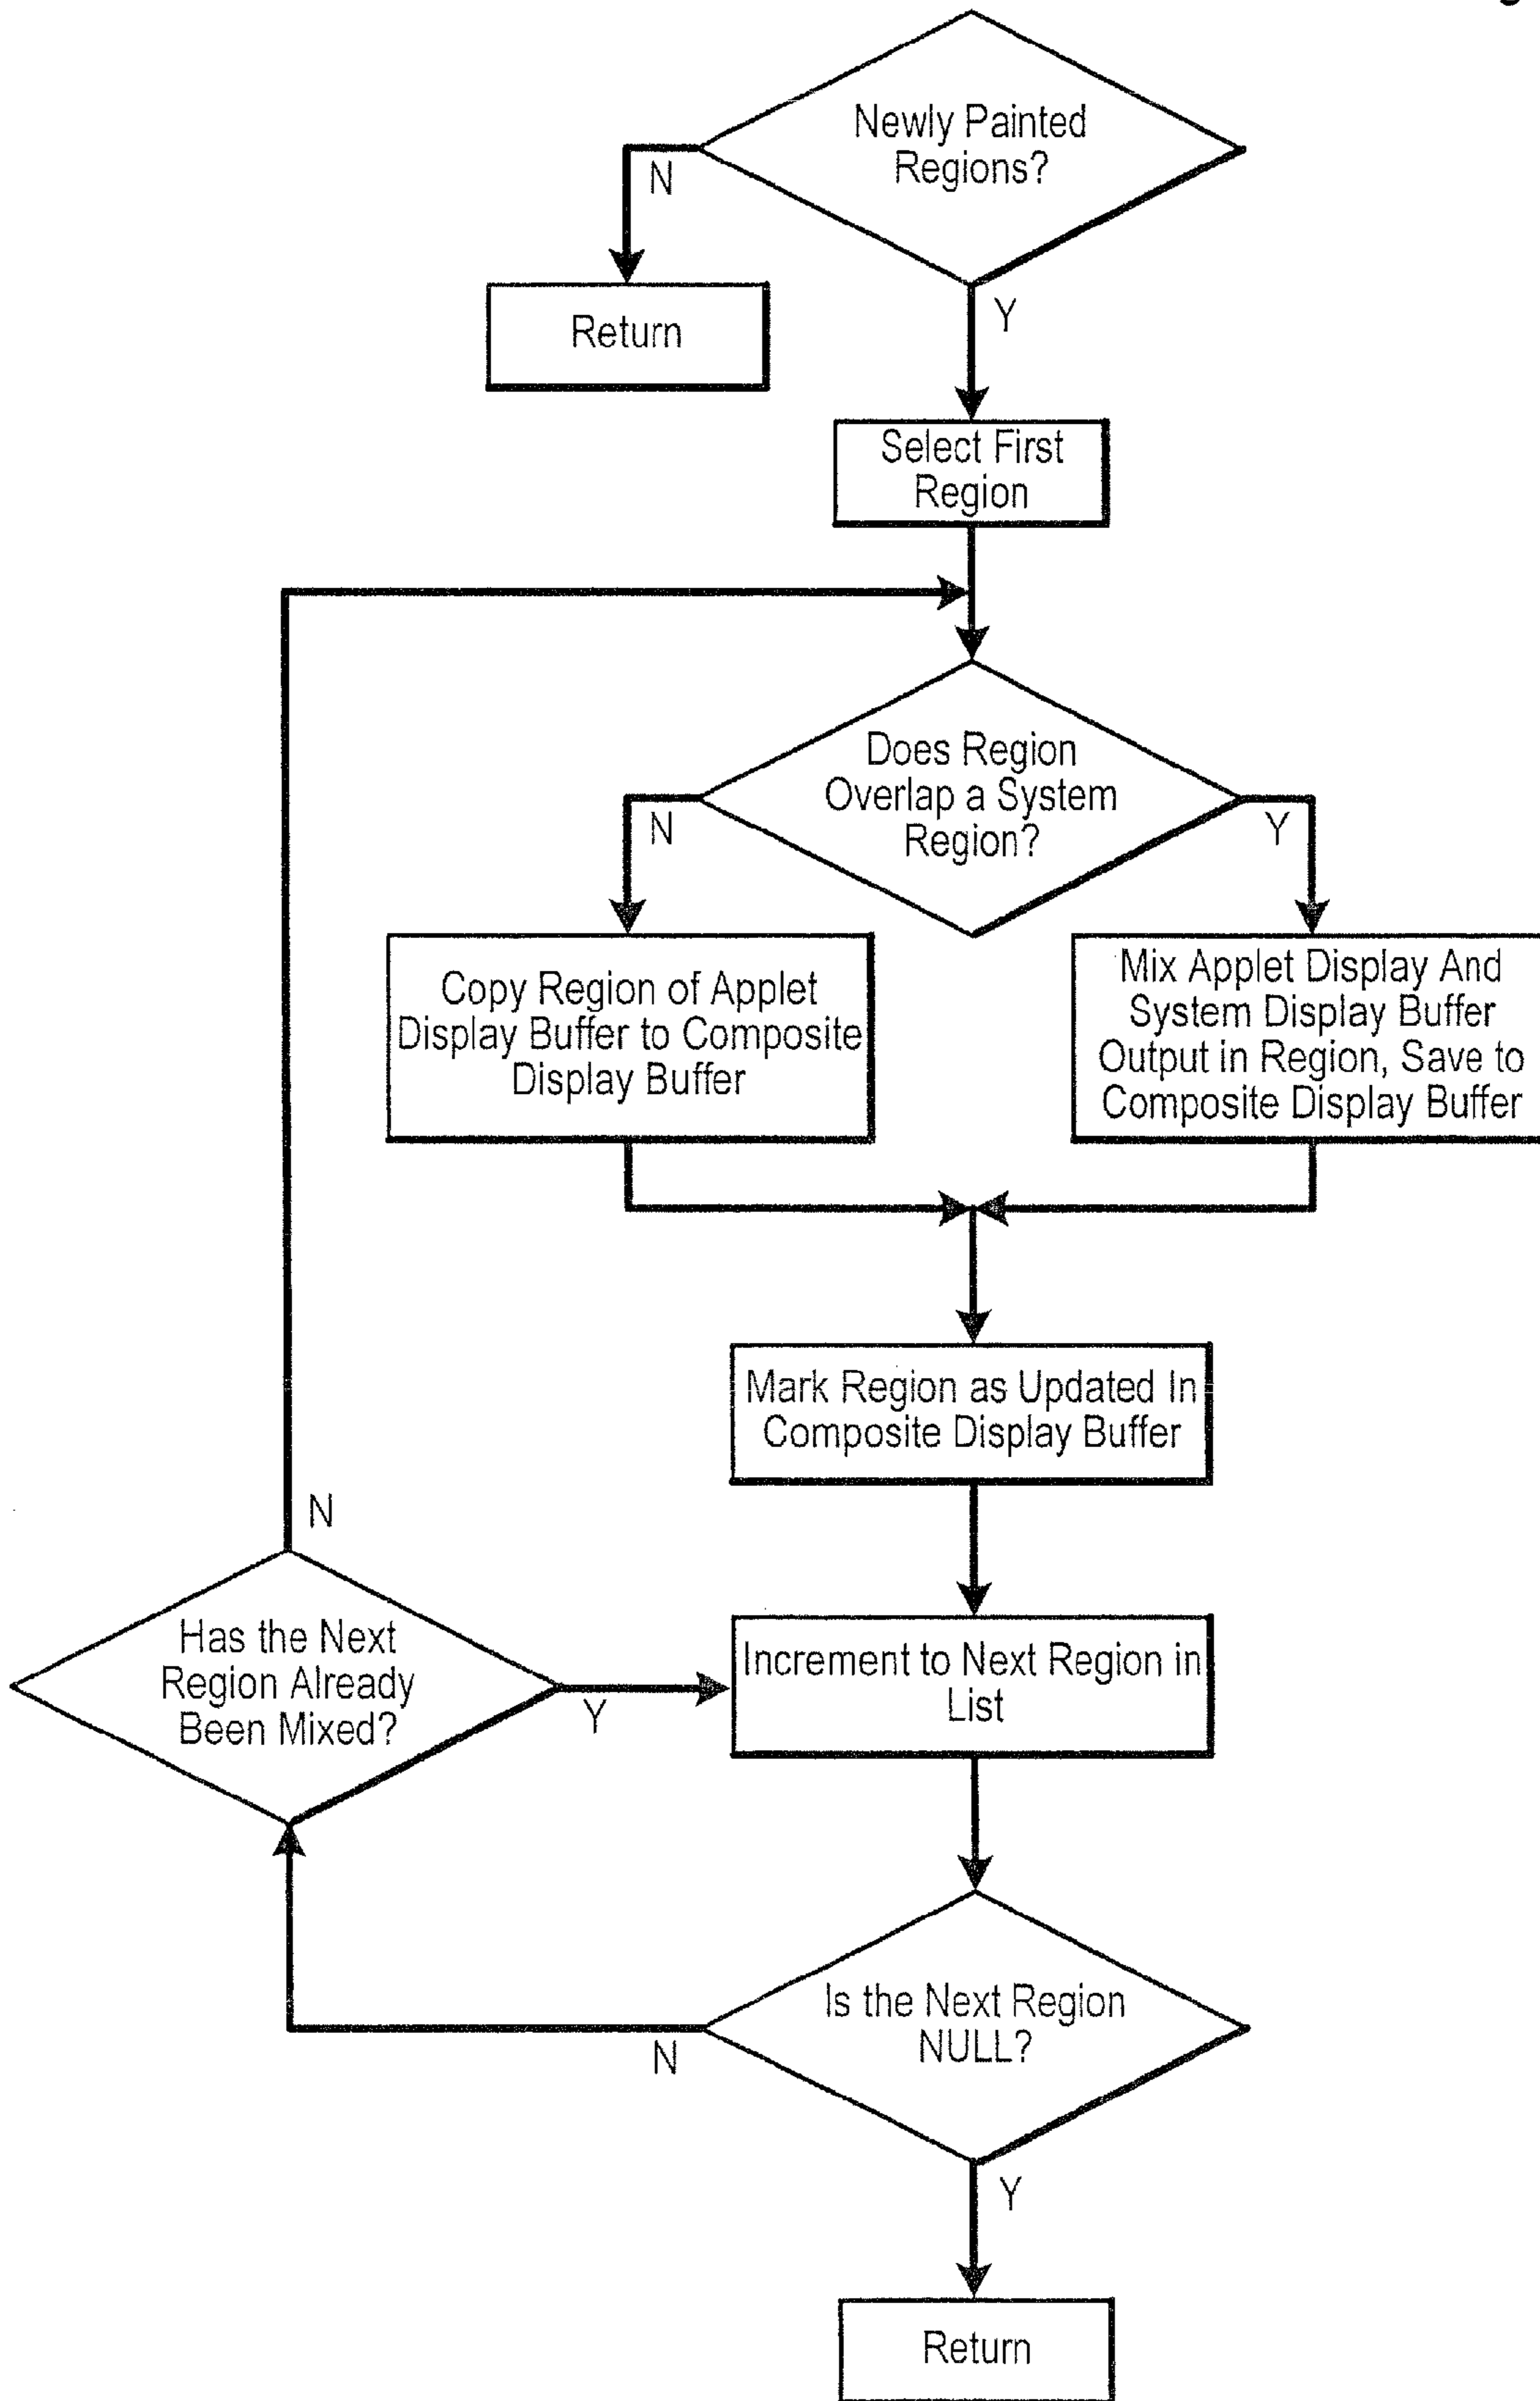 Newly Painted
Regions?
N
Return
Y
Select First
Region
Does Region
Overlap a System
Region?
N
Y
Copy Region of Applet
Display Buffer to Composite
Display Buffer
Mix Applet Display And
System Display Buffer
Output in Region, Save to
Composite Display Buffer
Mark Region as Updated In
Composite Display Buffer
N
Has the Next
Region Already
Been Mixed?
Y
Increment to Next Region in
List
Is the Next Region
NULL?
N
Y
Return